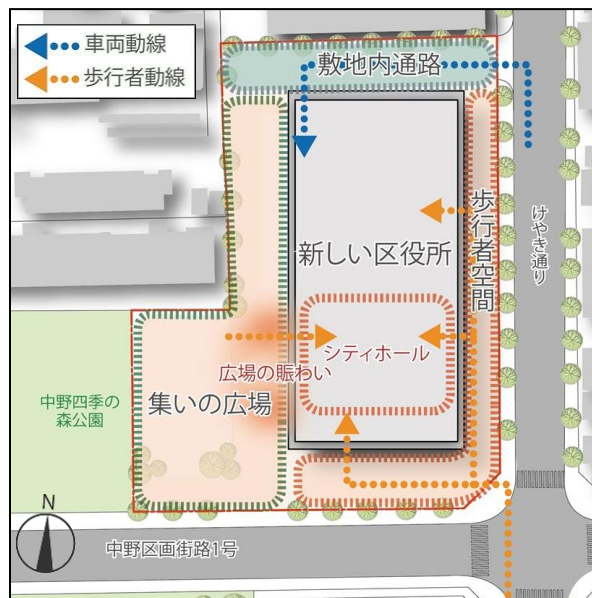 車両動線
歩行者動線
敷地内通路
歩行者空間
けやき通り
新しい区役所
シティホール
広場の賑わい
集いの広場
中野四季の
森公園
N
中野区画街路1号